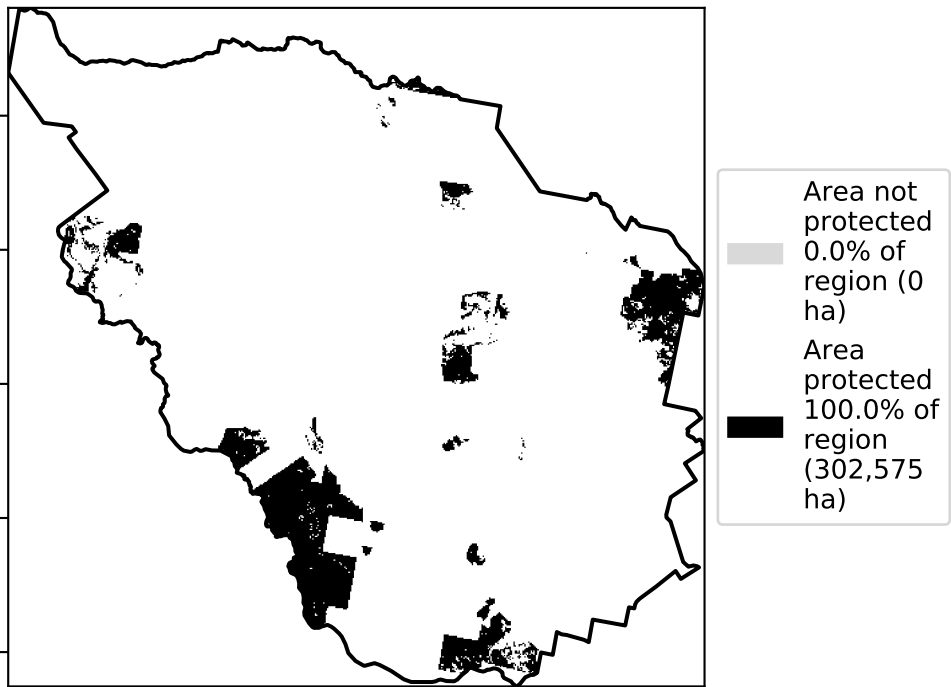 Area not
protected
0.0% of
region (0
ha)
Area
protected
100.0% of
region
(302,575
ha)